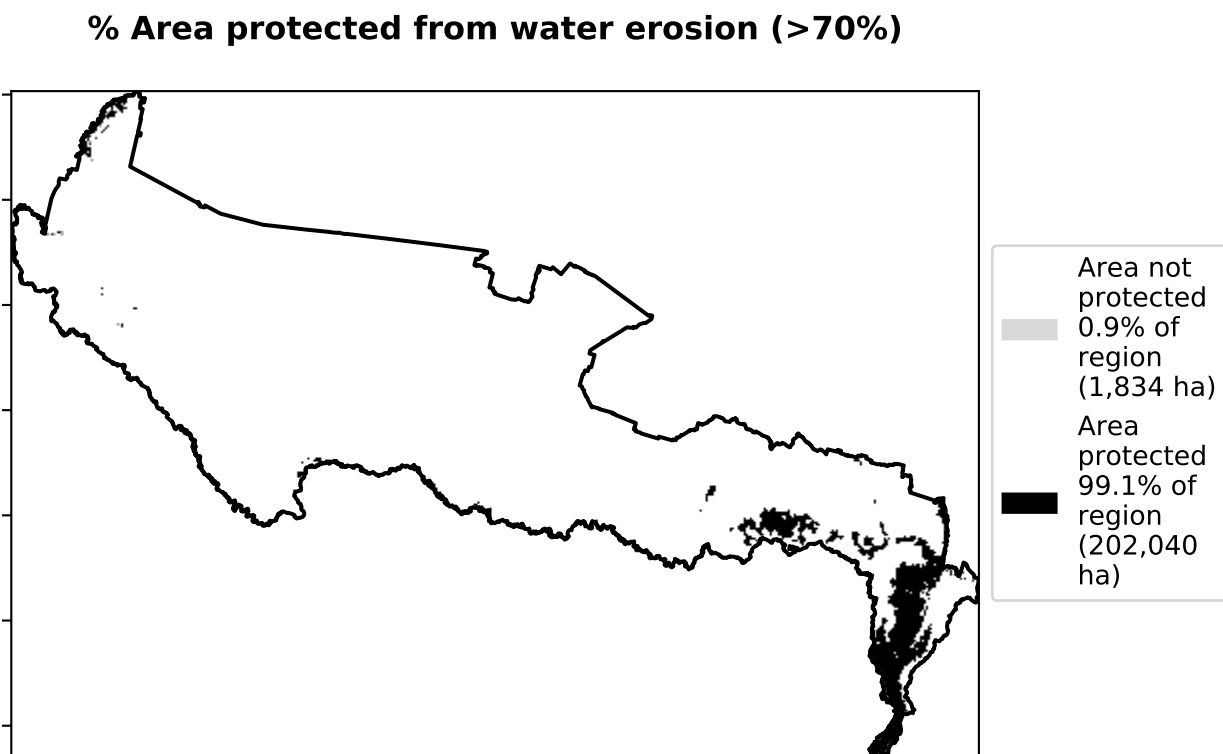 % Area protected from water erosion (>70%)
Area not
protected
0.9% of
region
(1,834 ha)
Area
protected
99.1% of
region
(202,040
ha)